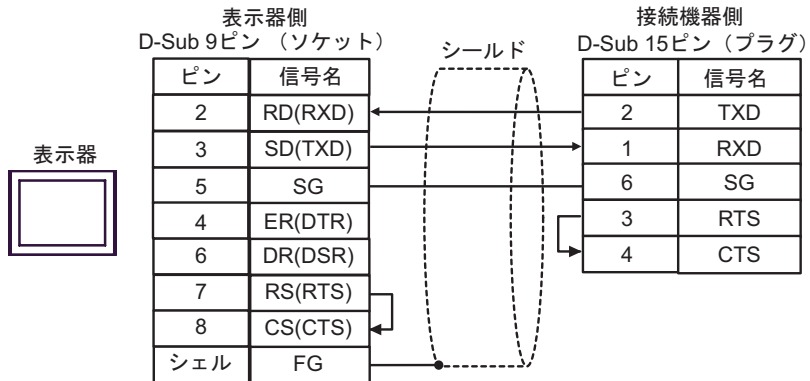 表示器側
D-Sub 9ピン （ソケット）
ピン 信号名
2 RD(RXD)
3 SD(TXD)
5 SG
4 ER(DTR)
6 DR(DSR)
7 RS(RTS)
8 CS(CTS)
シェル FG
表示器
シールド
接続機器側
D-Sub 15ピン（プラグ）
ピン 信号名
2 TXD
1 RXD
6 SG
3 RTS
4 CTS